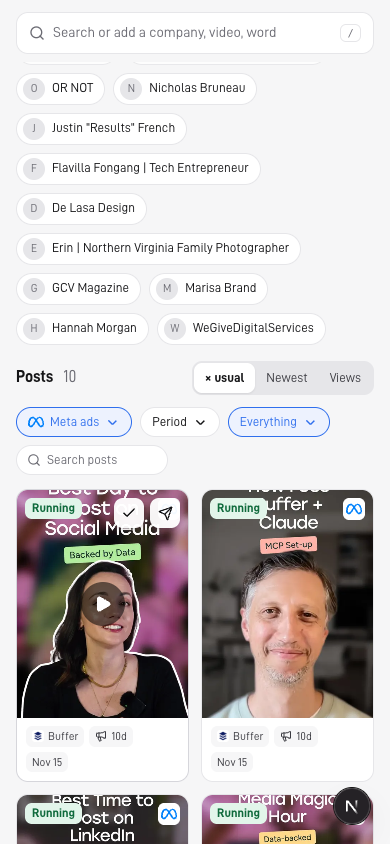 Search or add a company, video, word
/
O OR NOT
N Nicholas Bruneau
J Justin "Results" French
F Flavilla Fongang | Tech Entrepreneur
D De Lasa Design
E Erin | Northern Virginia Family Photographer
G GCV Magazine
M Marisa Brand
H Hannah Morgan
W WeGiveDigitalServices
Posts 10
× usual
Newest
Views
Meta ads
Period
Everything
Search posts
Best Day to
Post on
Social Media
Running
Backed by Data
Buffer
10d
Nov 15
Buffer +
Claude
Running
MCP Set-up
Buffer
10d
Nov 15
Best Time to
Post on
LinkedIn
Running
Media Magic
Hour
Running
Data-backed
N